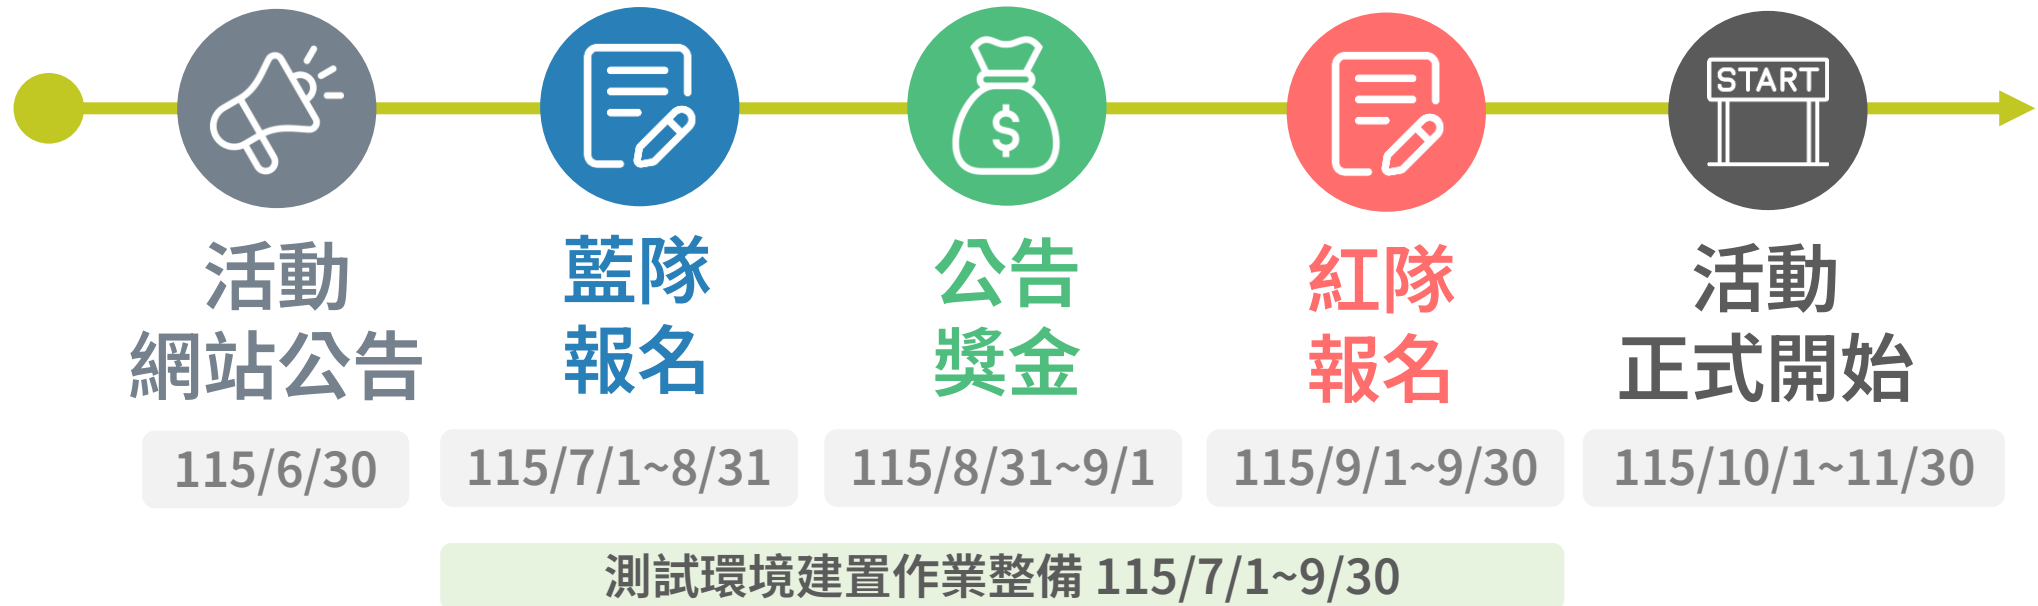 START
活動
網站公告
藍隊
報名
公告
獎金
紅隊
報名
活動
正式開始
115/6/30
115/7/1~8/31
115/8/31~9/1
115/9/1~9/30
115/10/1~11/30
測試環境建置作業整備 115/7/1~9/30